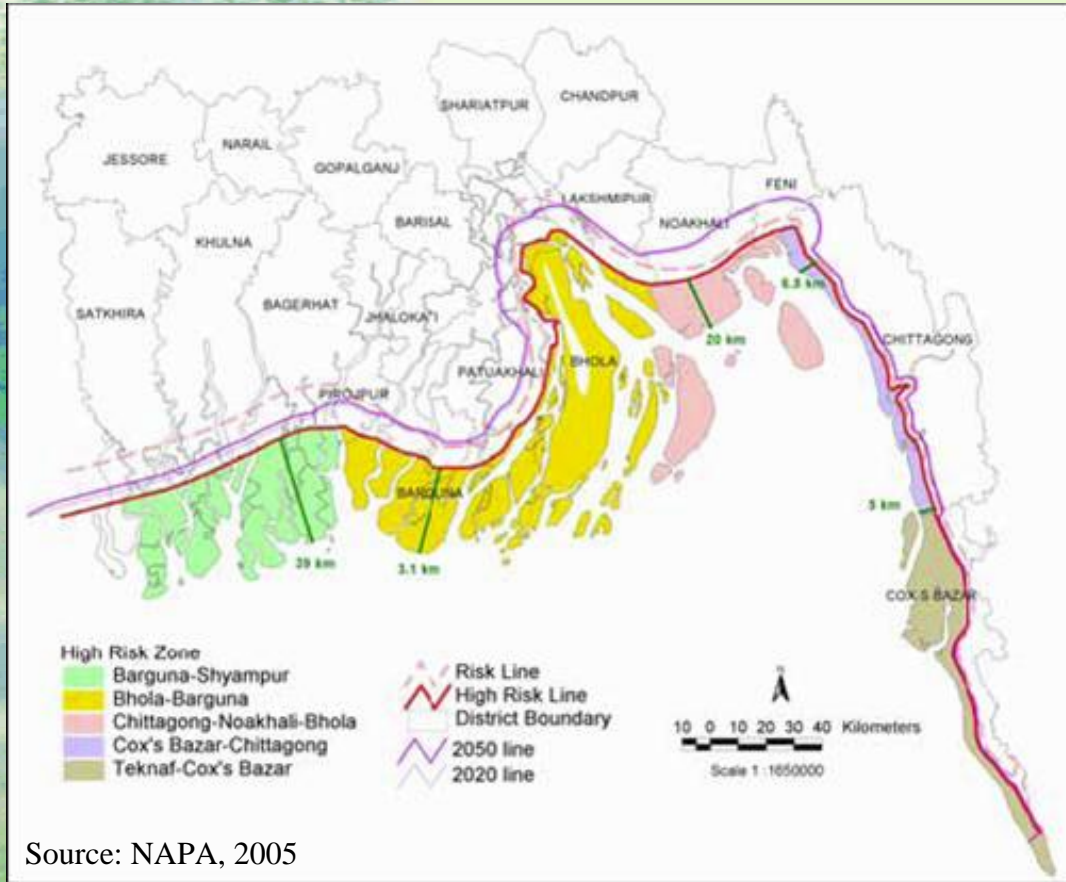 SHARIATPUR
CHANDPUR
JESSORE
NARAIL
GOPALGANJ
LAKSHMIPUR
FENI
BARISAL
NOAKHALI
KHULNA
BAGERHAT
SATKHIRA
JHALOKA'I
6.8 km
20 km
CHITTAGONG
BHOLA
PATUAKHALI
PIROJPUR
BARGUNA
39 km
3.1 km
5 km
COX S BAZAR
High Risk Zone
Barguna-Shyampur
Bhola-Barguna
Chittagong-Noakhali-Bhola
Cox's Bazar-Chittagong
Teknaf-Cox's Bazar
Risk Line
High Risk Line
District Boundary
2050 line
2020 line
N
10 0 10 20 30 40 Kilometers
Scale 1 :1650000
Source: NAPA, 2005